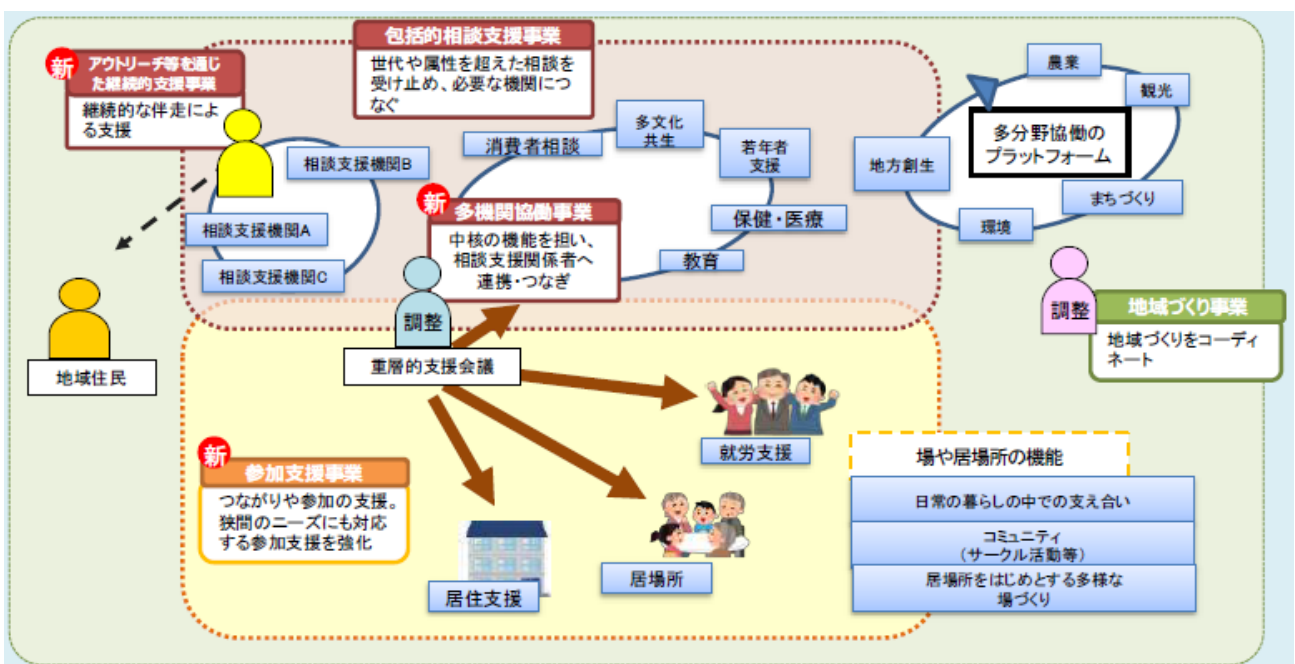 包括的相談支援事業
世代や属性を超えた相談を
受け止め、必要な機関につ
なぐ
新
アウトリーチ等を通じ
た継続的支援事業
継続的な伴走によ
る支援
相談支援機関B
相談支援機関A
相談支援機関C
消費者相談
多文化
共生
若年者
支援
保健・医療
教育
新
多機関協働事業
中核の機能を担い、
相談支援関係者へ
連携・つなぎ
調整
重層的支援会議
地域住民
農業
観光
多分野協働の
プラットフォーム
地方創生
まちづくり
環境
調整
地域づくり事業
地域づくりをコーディ
ネート
新
参加支援事業
つながりや参加の支援。
狭間のニーズにも対応
する参加支援を強化
就労支援
居場所
居住支援
場や居場所の機能
日常の暮らしの中での支え合い
コミュニティ
（サークル活動等）
居場所をはじめとする多様な
場づくり